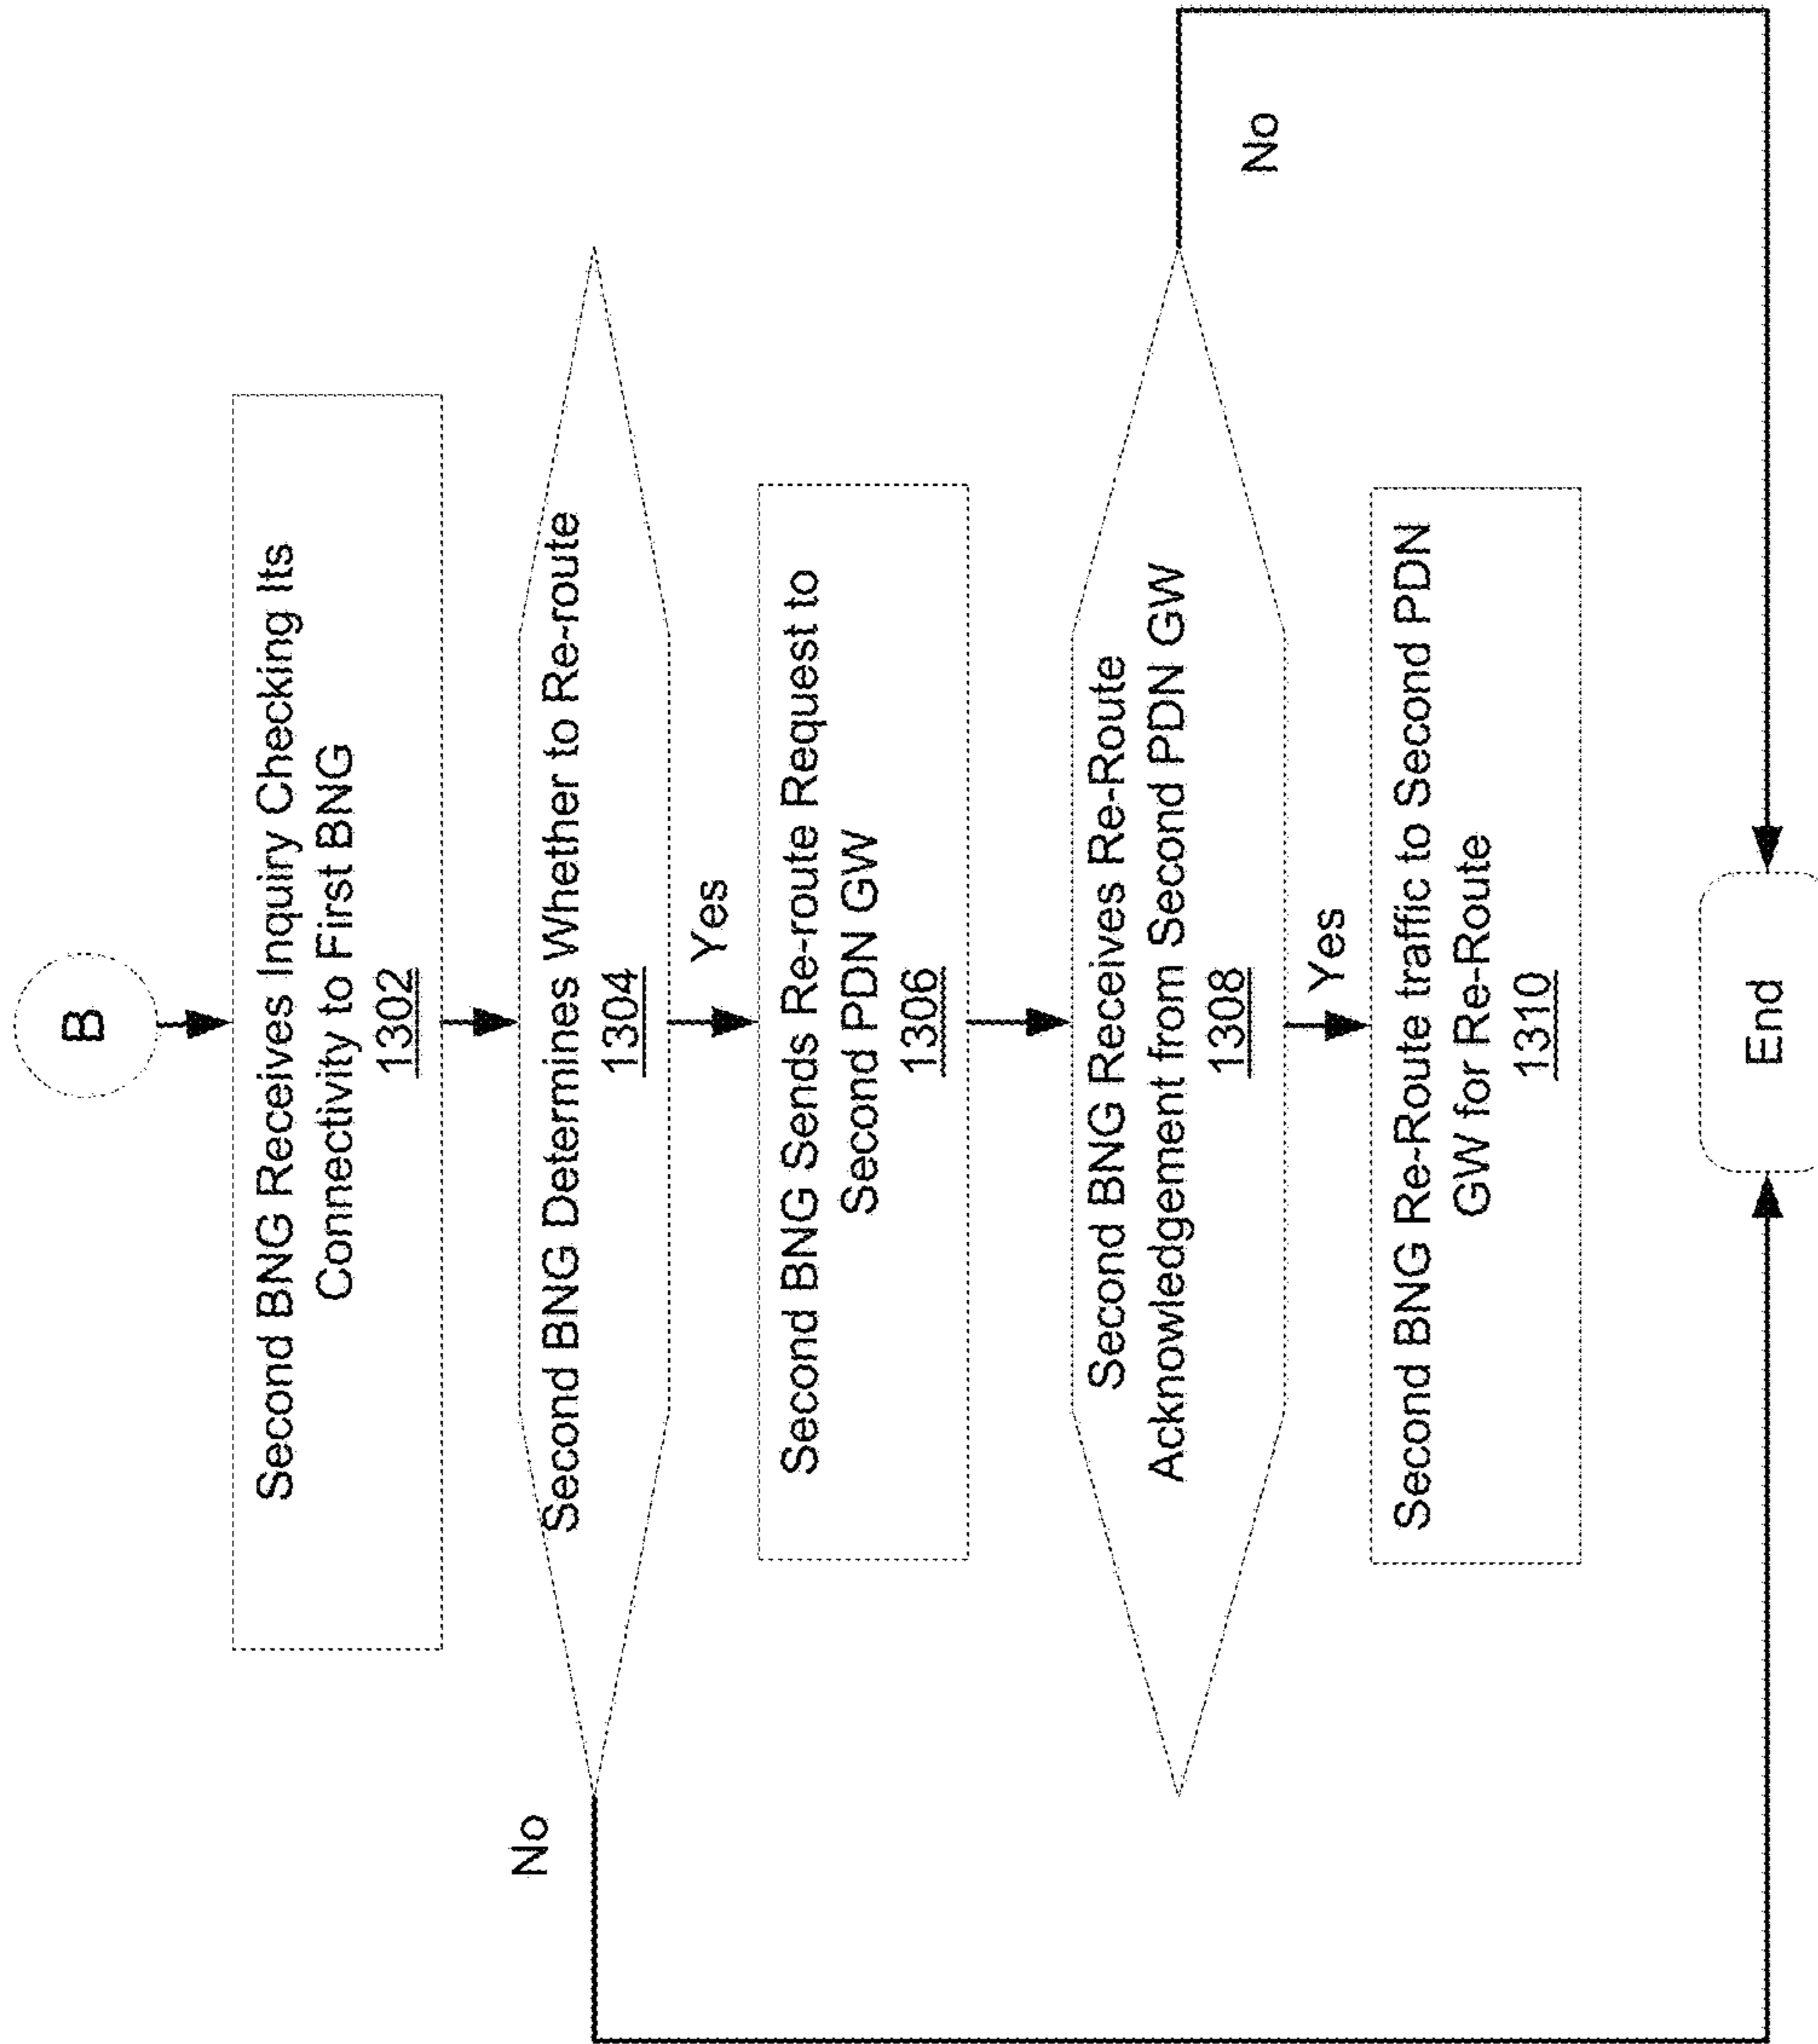 B
Second BNG Receives Inquiry Checking Its
Connectivity to First BNG
1302
No
Second BNG Determines Whether to Re-route
1304
Yes
Second BNG Sends Re-route Request to
Second PDN GW
1306
Second BNG Receives Re-Route
Acknowledgement from Second PDN GW
1308
No
Yes
Second BNG Re-Route traffic to Second PDN
GW for Re-Route
1310
End